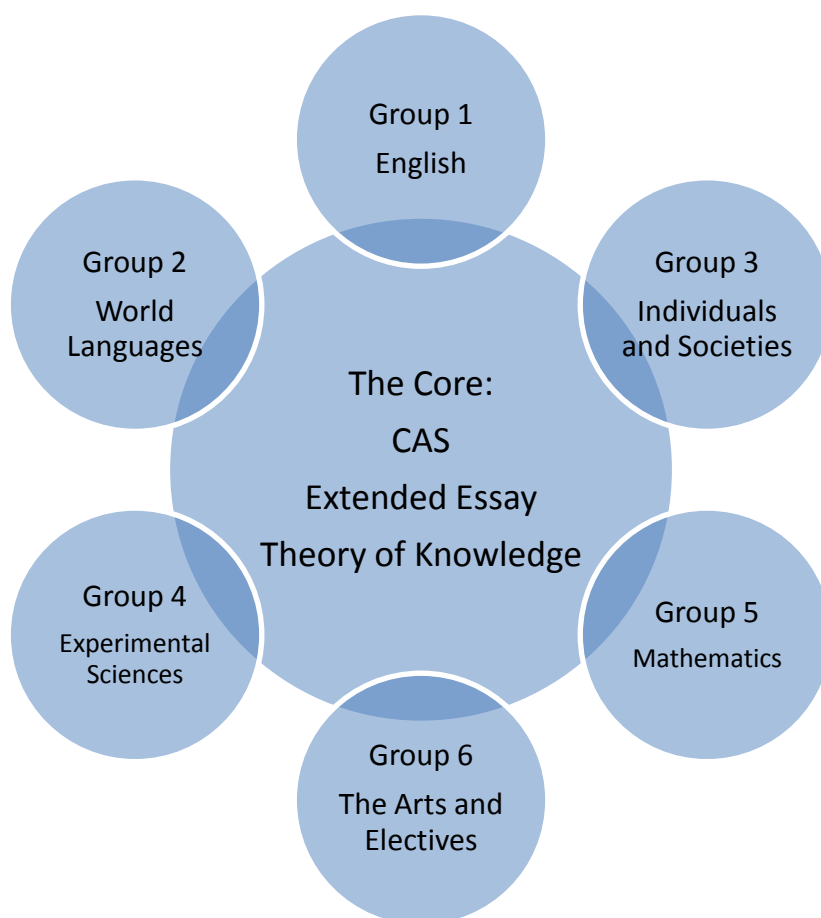 Group 1
English
Group 2
World
Languages
Group 3
Individuals
and Societies
The Core:
CAS
Extended Essay
Theory of Knowledge
Group 4
Experimental
Sciences
Group 5
Mathematics
Group 6
The Arts and
Electives